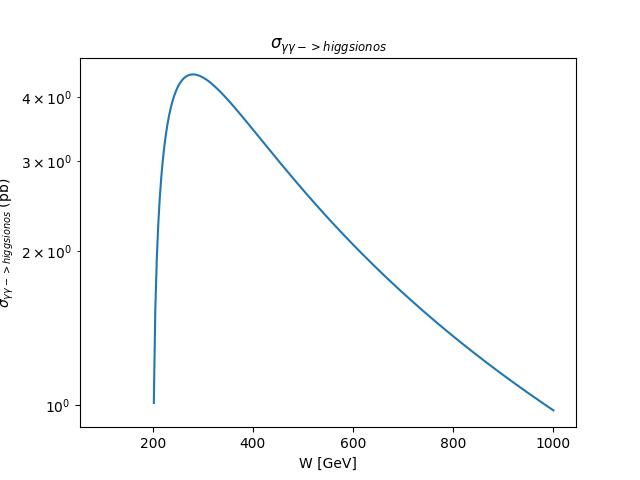 σγγ−>higgsionos
4 × 10⁰
3 × 10⁰
2 × 10⁰
10⁰
σγγ−>higgsionos (pb)
200 400 600 800 1000
W [GeV]